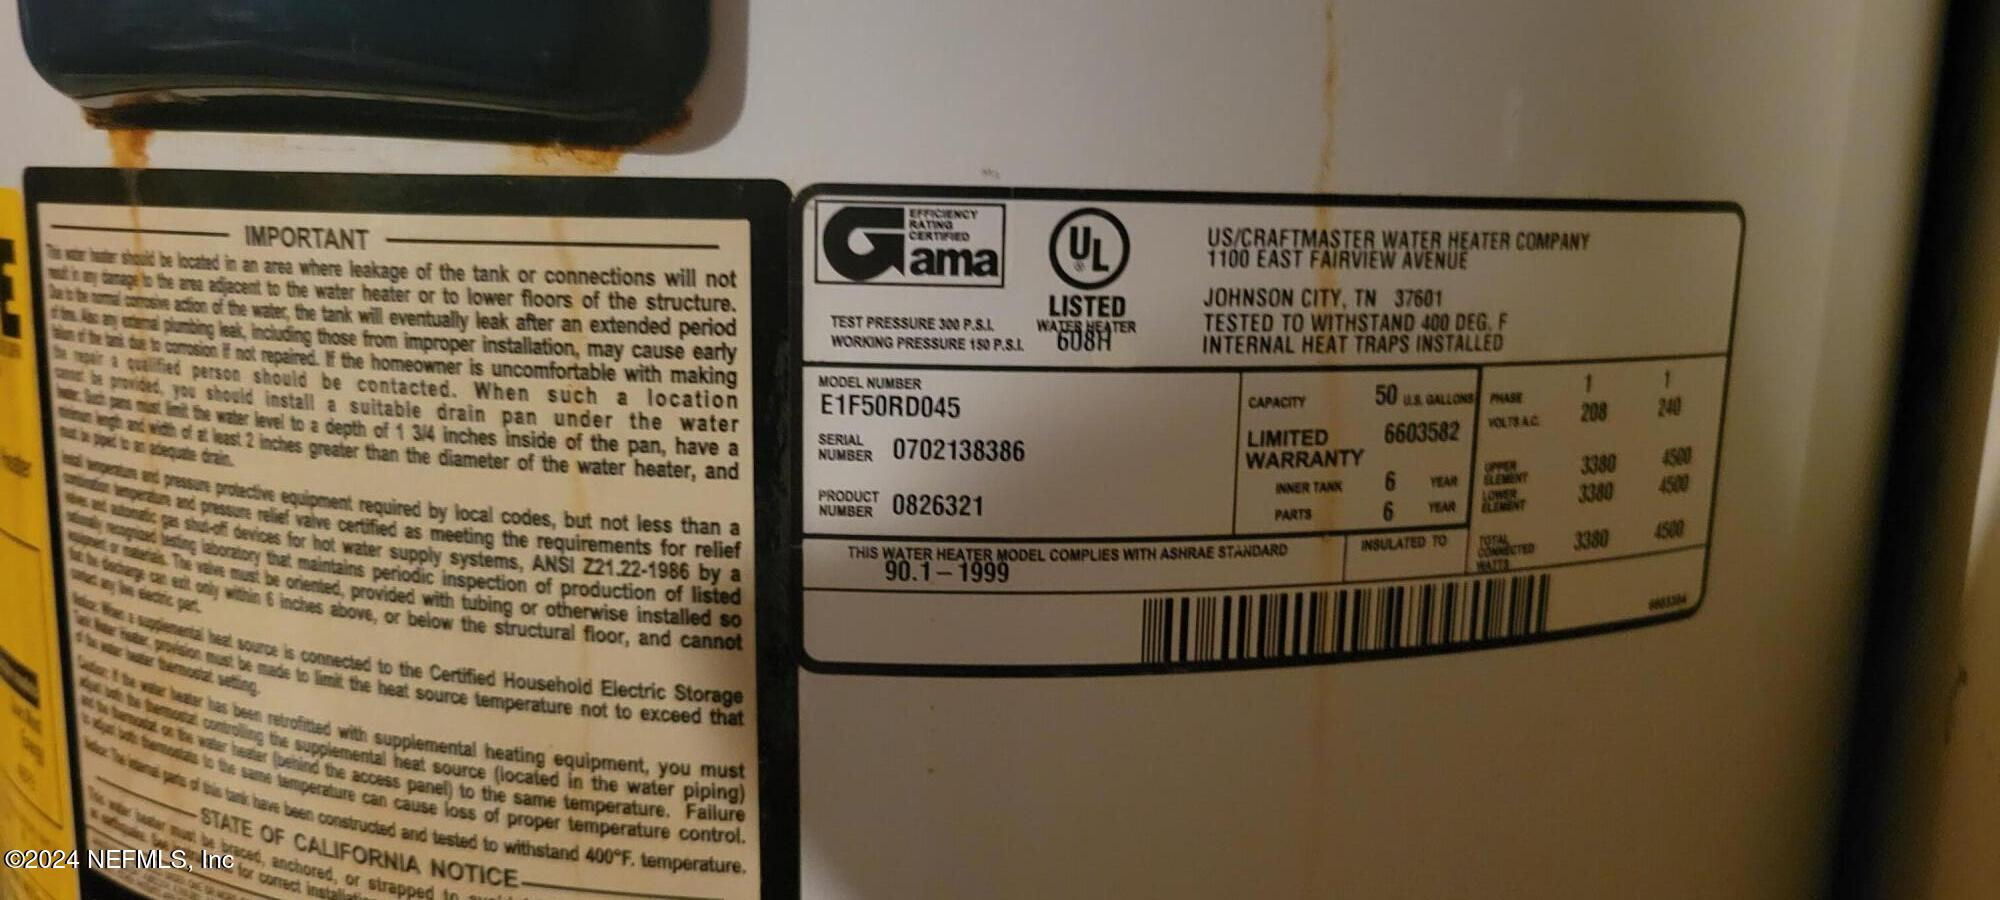 IMPORTANT
This water heater should be located in an area where leakage of the tank or connections will not
result in any damage to the area adjacent to the water heater or to lower floors of the structure.
Due to the normal corrosive action of the water, the tank will eventually leak after an extended period
of time. Also any external plumbing leak, including those from improper installation, may cause early
failure of the tank due to corrosion if not repaired. If the homeowner is uncomfortable with making
the repair a qualified person should be contacted. When such a location
cannot be provided, you should install a suitable drain pan under the water
heater. Such pans must limit the water level to a depth of 1 3/4 inches inside of the pan, have a
minimum length and width of at least 2 inches greater than the diameter of the water heater, and
must be piped to an adequate drain.
Install temperature and pressure protective equipment required by local codes, but not less than a
combination temperature and pressure relief valve certified as meeting the requirements for relief
valves and automatic gas shut-off devices for hot water supply systems, ANSI Z21.22-1986 by a
nationally recognized testing laboratory that maintains periodic inspection of production of listed
equipment or materials. The valve must be oriented, provided with tubing or otherwise installed so
that the discharge can exit only within 6 inches above, or below the structural floor, and cannot
contact any live electric part.
Notice: When a supplemental heat source is connected to the Certified Household Electric Storage
Tank Water Heater, provision must be made to limit the heat source temperature not to exceed that
of the water heater thermostat setting.
Caution: If the water heater has been retrofitted with supplemental heating equipment, you must
adjust both the thermostat controlling the supplemental heat source (located in the water piping)
and the thermostat on the water heater (behind the access panel) to the same temperature. Failure
to adjust both thermostats to the same temperature can cause loss of proper temperature control.
Notice: The internal parts of this tank have been constructed and tested to withstand 400°F. temperature.
STATE OF CALIFORNIA NOTICE
This water heater must be braced, anchored, or strapped to
for correct
Gama
EFFICIENCY
RATING
CERTIFIED
UL
®
LISTED
WATER HEATER
608H
TEST PRESSURE 300 P.S.I.
WORKING PRESSURE 150 P.S.I.
US/CRAFTMASTER WATER HEATER COMPANY
1100 EAST FAIRVIEW AVENUE
JOHNSON CITY, TN 37601
TESTED TO WITHSTAND 400 DEG. F
INTERNAL HEAT TRAPS INSTALLED
MODEL NUMBER
E1F50RD045
SERIAL NUMBER 0702138386
PRODUCT NUMBER 0826321
CAPACITY 50 U.S. GALLONS
LIMITED WARRANTY 6603582
INNER TANK 6 YEAR
PARTS 6 YEAR
PHASE 1 1
VOLTS A.C. 208 240
UPPER ELEMENT 3380 4500
LOWER ELEMENT 3380 4500
TOTAL CONNECTED WATTS 3380 4500
THIS WATER HEATER MODEL COMPLIES WITH ASHRAE STANDARD
90.1 – 1999
INSULATED TO
©2024 NEFMLS, Inc